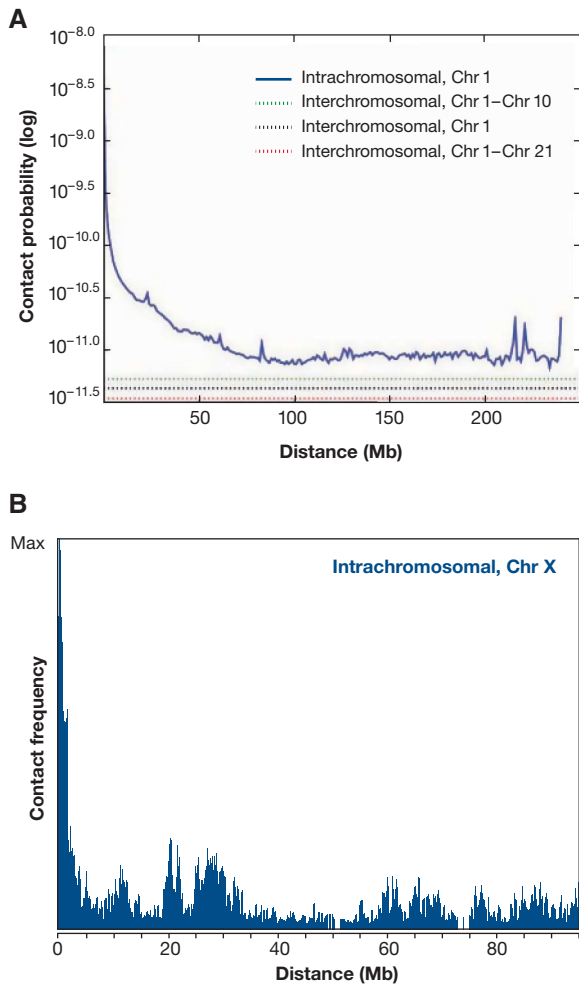 A
10^-8.0
10^-8.5
10^-9.0
10^-9.5
10^-10.0
10^-10.5
10^-11.0
10^-11.5
Contact probability (log)
Intrachromosomal, Chr 1
Interchromosomal, Chr 1–Chr 10
Interchromosomal, Chr 1
Interchromosomal, Chr 1–Chr 21
50 100 150 200
Distance (Mb)
B
Max
Intrachromosomal, Chr X
Contact frequency
0 20 40 60 80
Distance (Mb)